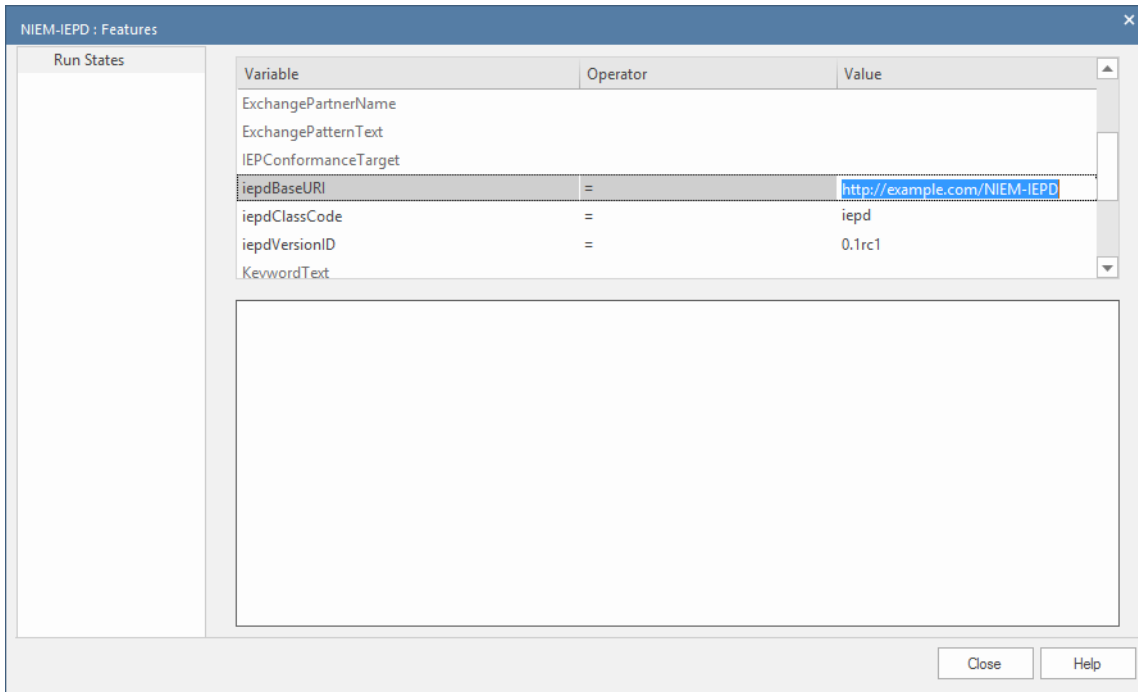 NIEM-IEPD : Features
Run States
Variable Operator Value
ExchangePartnerName
ExchangePatternText
IEPConformanceTarget
iepdBaseURI = http://example.com/NIEM-IEPD
iepdClassCode = iepd
iepdVersionID = 0.1rc1
KeywordText
Close Help